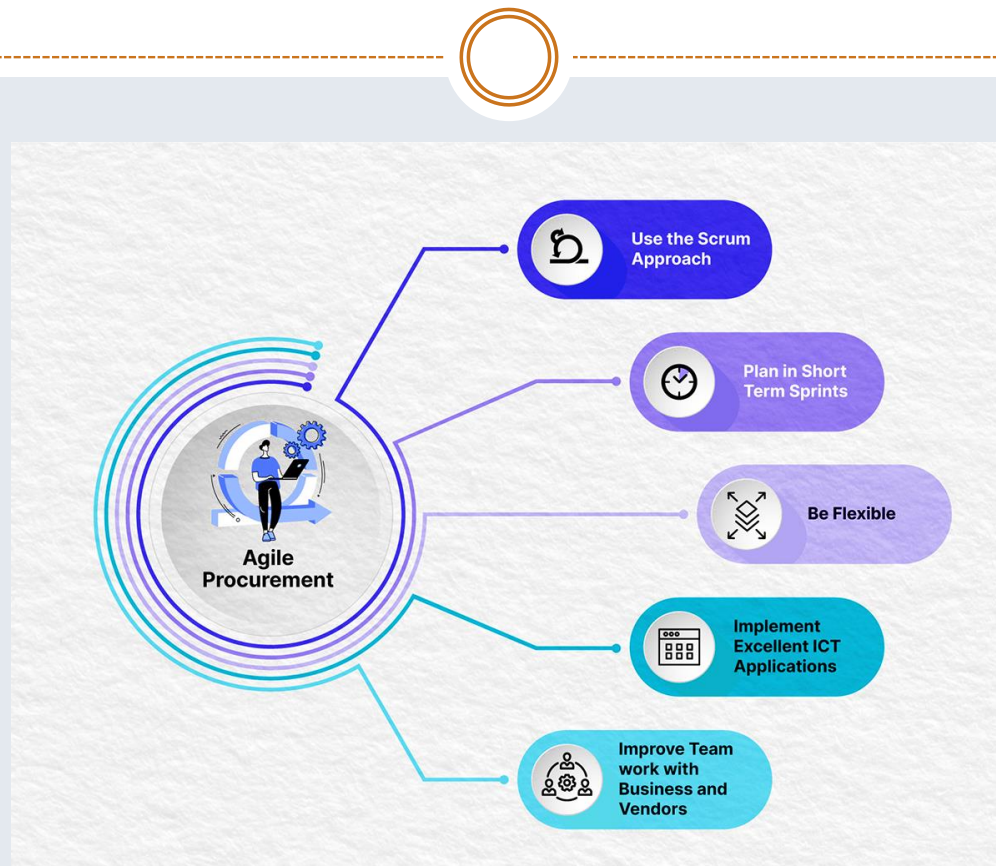 Use the Scrum
Approach
Plan in Short
Term Sprints
Be Flexible
Agile
Procurement
Implement
Excellent ICT
Applications
Improve Team
work with
Business and
Vendors